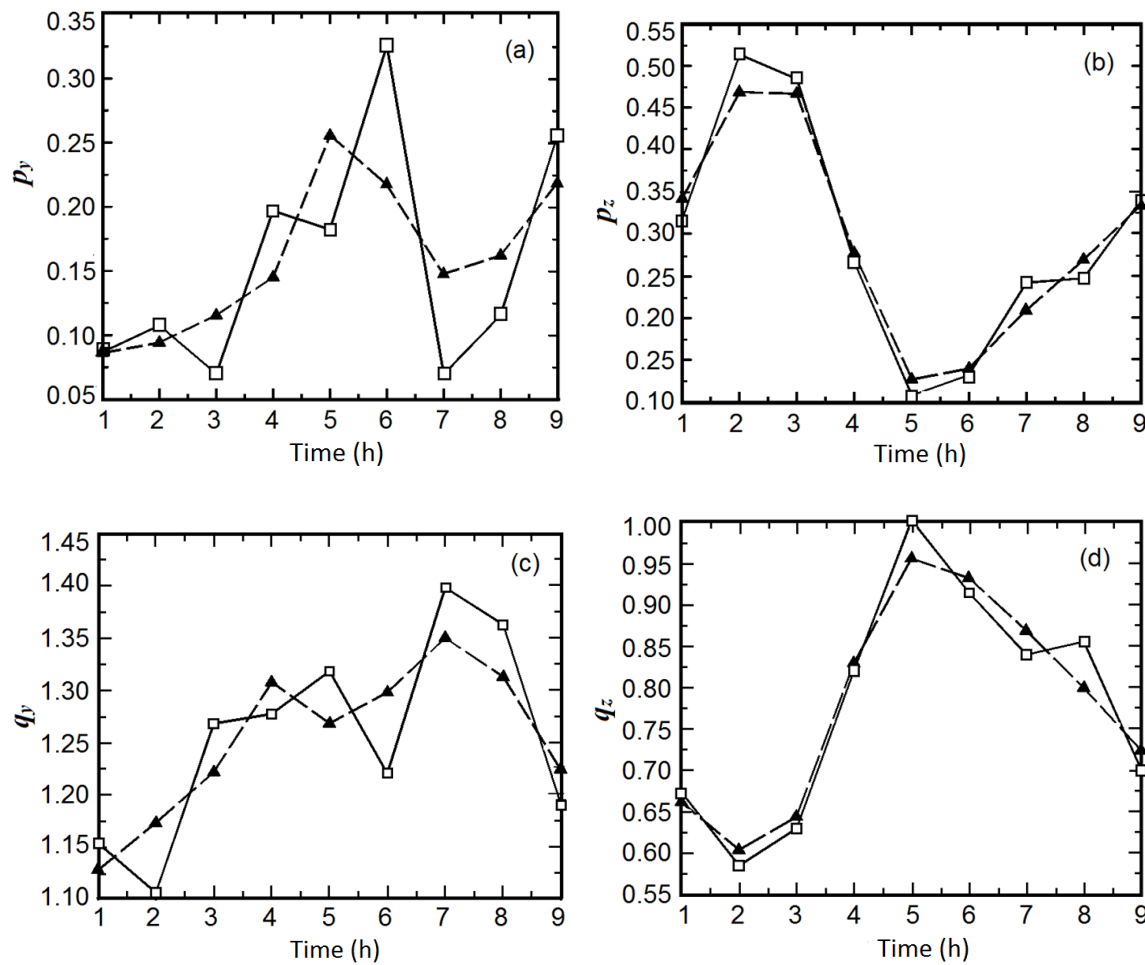 0.35
0.30
0.25
0.20
0.15
0.10
0.05
p_y
(a)
1 2 3 4 5 6 7 8 9
Time (h)
0.55
0.50
0.45
0.35
0.35
0.30
0.25
0.20
0.25
0.10
p_z
(b)
1 2 3 4 5 6 7 8 9
Time (h)
1.45
1.40
1.35
1.30
1.25
1.20
1.15
1.10
q_y
(c)
1 2 3 4 5 6 7 8 9
Time (h)
1.00
0.95
0.90
0.85
0.80
0.70
0.70
0.65
0.60
0.55
q_z
(d)
1 2 3 4 5 6 7 8 9
Time (h)